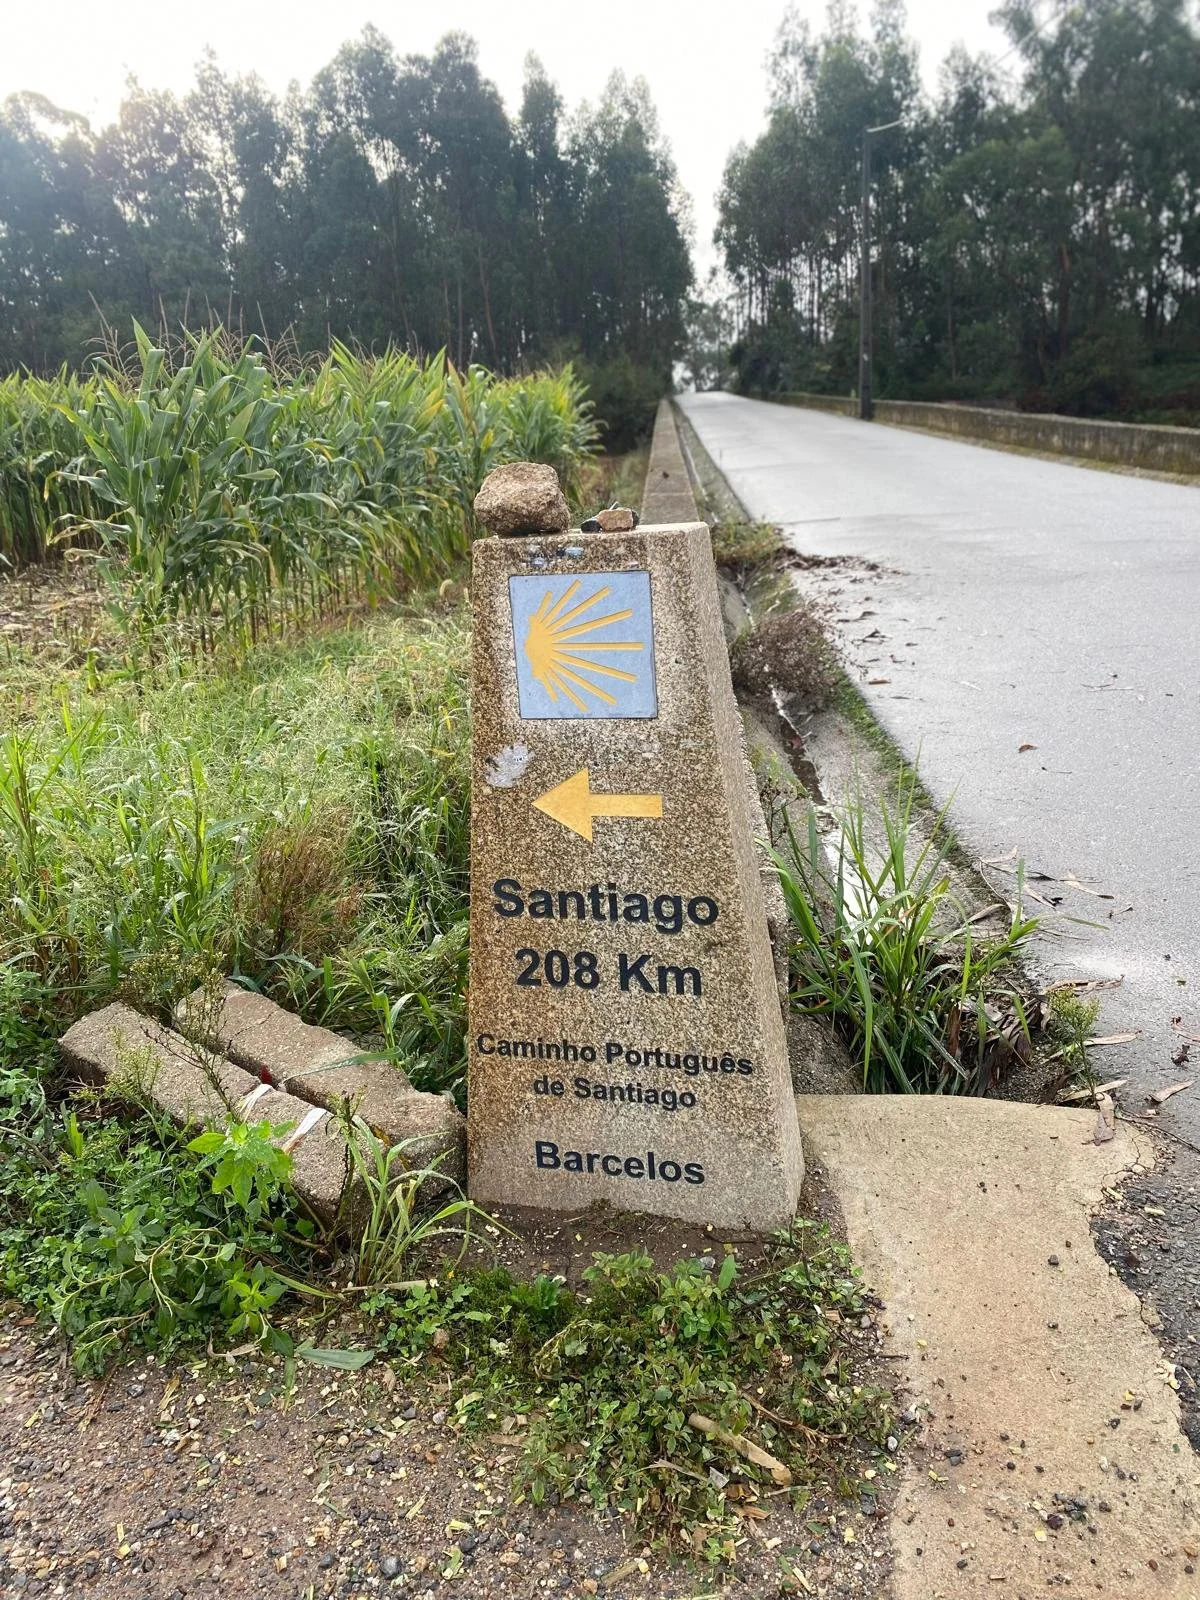 Santiago
208 Km
Caminho Português
de Santiago
Barcelos